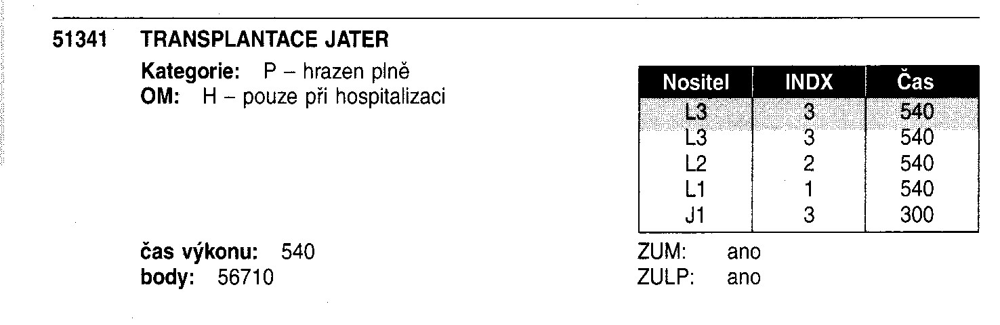 51341 TRANSPLANTACE JATER
Kategorie: P – hrazen plně
OM: H – pouze při hospitalizaci
Nositel INDX Čas
L3 3 540
L3 3 540
L2 2 540
L1 1 540
J1 3 300
čas výkonu: 540
body: 56710
ZUM: ano
ZULP: ano